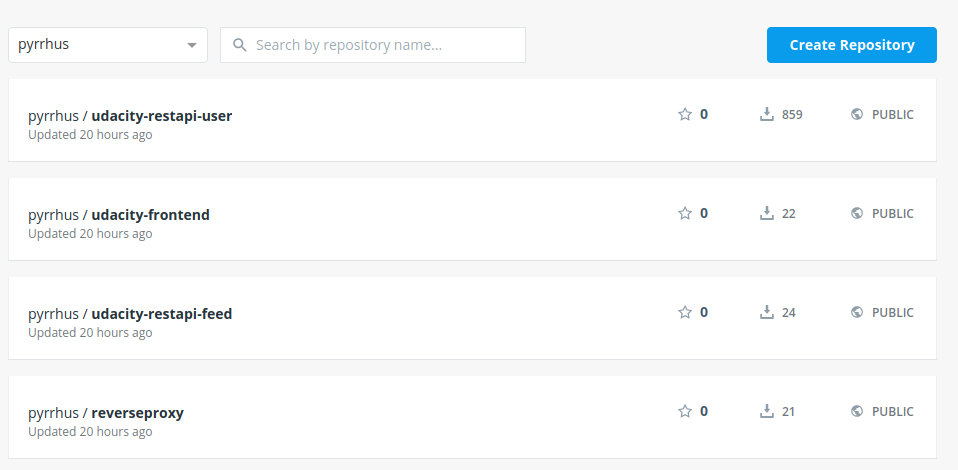 pyrrhus
Search by repository name...
Create Repository
pyrrhus / udacity-restapi-user
Updated 20 hours ago
0
859
PUBLIC
pyrrhus / udacity-frontend
Updated 20 hours ago
0
22
PUBLIC
pyrrhus / udacity-restapi-feed
Updated 20 hours ago
0
24
PUBLIC
pyrrhus / reverseproxy
Updated 20 hours ago
0
21
PUBLIC